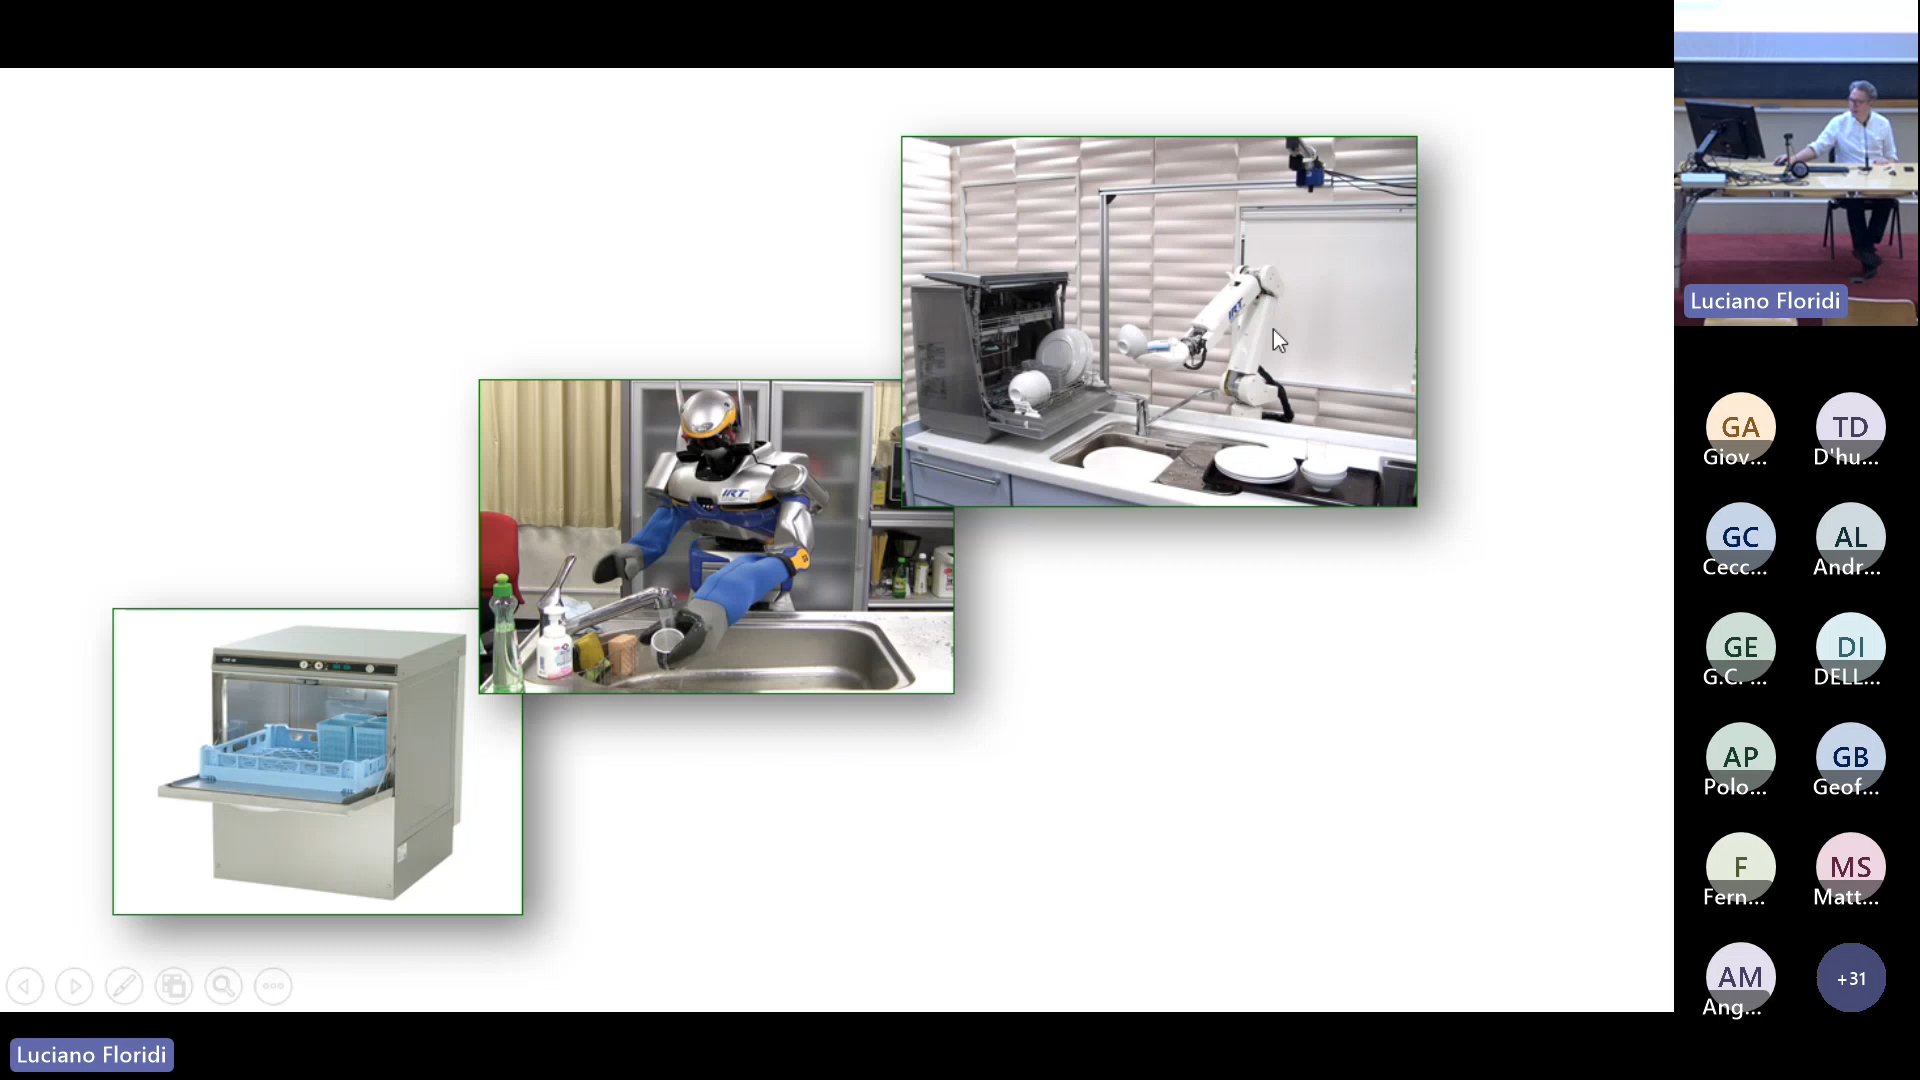 IRT
IRT
Luciano Floridi
GA
Giov...
TD
D'hu...
GC
Cecc...
AL
Andr...
GE
G.C. ...
DI
DELL...
AP
Polo...
GB
Geof...
F
Fern...
MS
Matt...
AM
Ang...
+31
Luciano Floridi